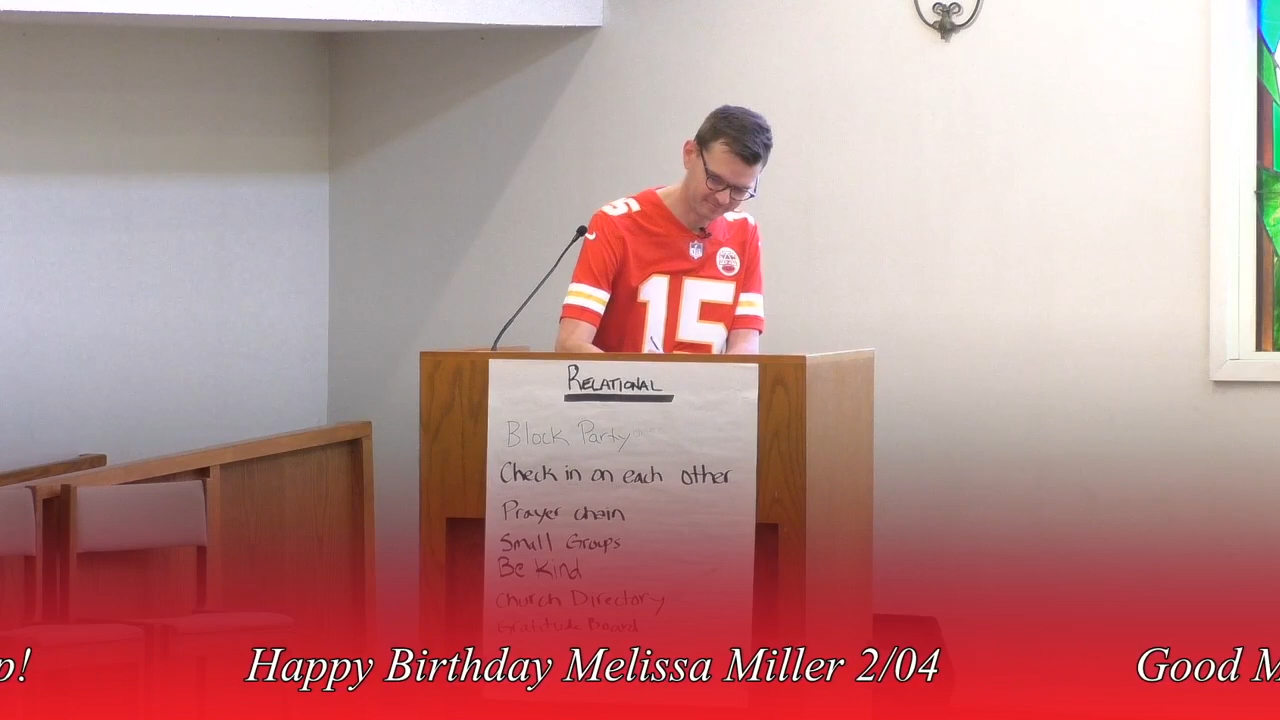 15
RELATIONAL
Block Party
Check in on each other
Prayer chain
Small Groups
Be Kind
Church Directory
Gratitude Board
p! Happy Birthday Melissa Miller 2/04 Good M